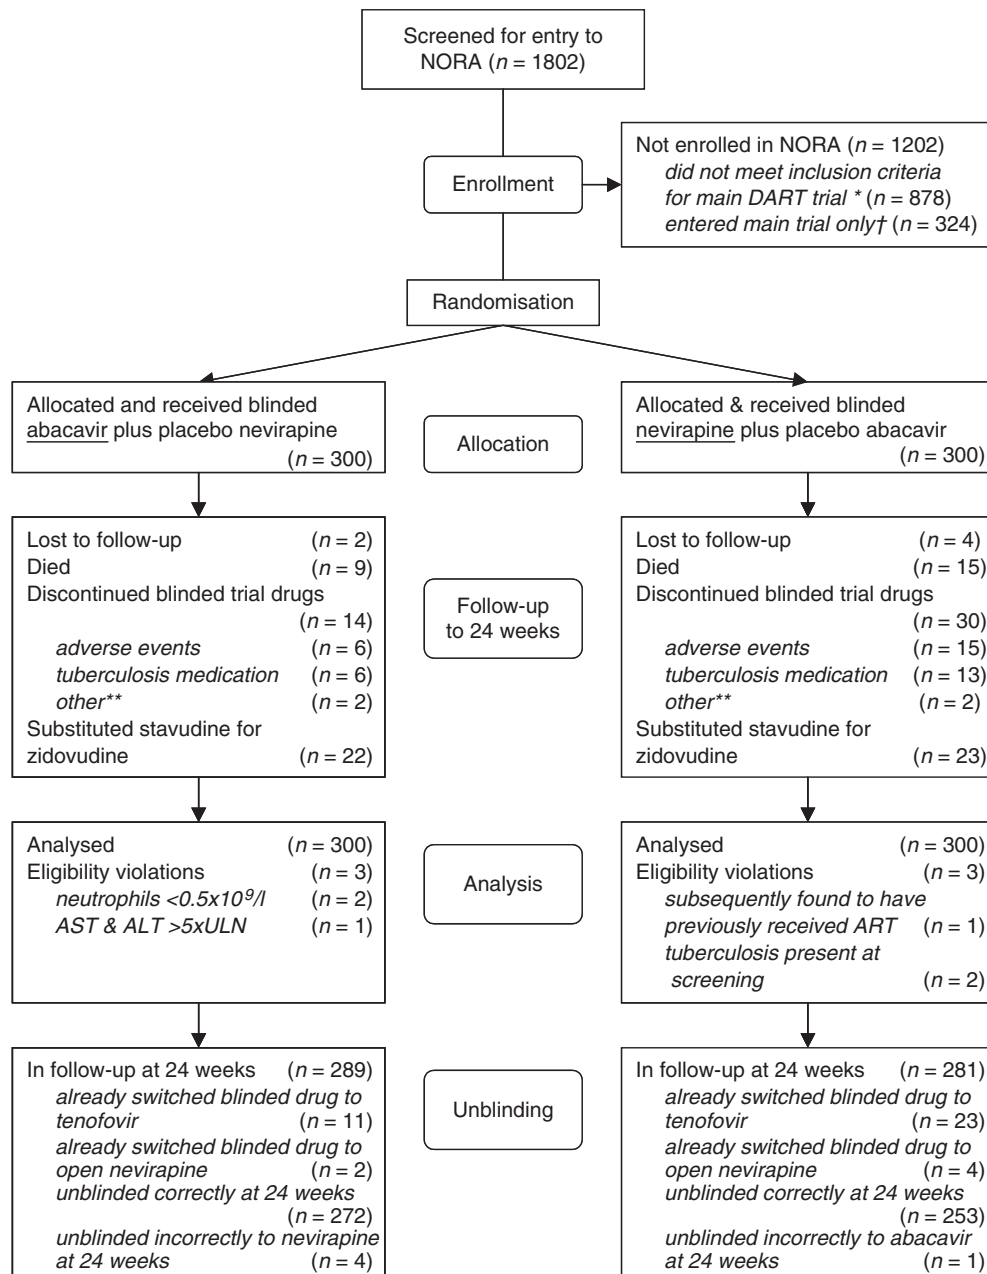 Screened for entry to
NORA (n = 1802)
Enrollment
Not enrolled in NORA (n = 1202)
did not meet inclusion criteria
for main DART trial * (n = 878)
entered main trial only† (n = 324)
Randomisation
Allocated and received blinded
abacavir plus placebo nevirapine
(n = 300)
Allocation
Allocated & received blinded
nevirapine plus placebo abacavir
(n = 300)
Lost to follow-up (n = 2)
Died (n = 9)
Discontinued blinded trial drugs
(n = 14)
adverse events (n = 6)
tuberculosis medication (n = 6)
other** (n = 2)
Substituted stavudine for
zidovudine (n = 22)
Follow-up
to 24 weeks
Lost to follow-up (n = 4)
Died (n = 15)
Discontinued blinded trial drugs
(n = 30)
adverse events (n = 15)
tuberculosis medication (n = 13)
other** (n = 2)
Substituted stavudine for
zidovudine (n = 23)
Analysed (n = 300)
Eligibility violations (n = 3)
neutrophils <0.5x10⁹/l (n = 2)
AST & ALT >5xULN (n = 1)
Analysis
Analysed (n = 300)
Eligibility violations (n = 3)
subsequently found to have
previously received ART (n = 1)
tuberculosis present at
screening (n = 2)
In follow-up at 24 weeks (n = 289)
already switched blinded drug to
tenofovir (n = 11)
already switched blinded drug to
open nevirapine (n = 2)
unblinded correctly at 24 weeks
(n = 272)
unblinded incorrectly to nevirapine
at 24 weeks (n = 4)
Unblinding
In follow-up at 24 weeks (n = 281)
already switched blinded drug to
tenofovir (n = 23)
already switched blinded drug to
open nevirapine (n = 4)
unblinded correctly at 24 weeks
(n = 253)
unblinded incorrectly to abacavir
at 24 weeks (n = 1)